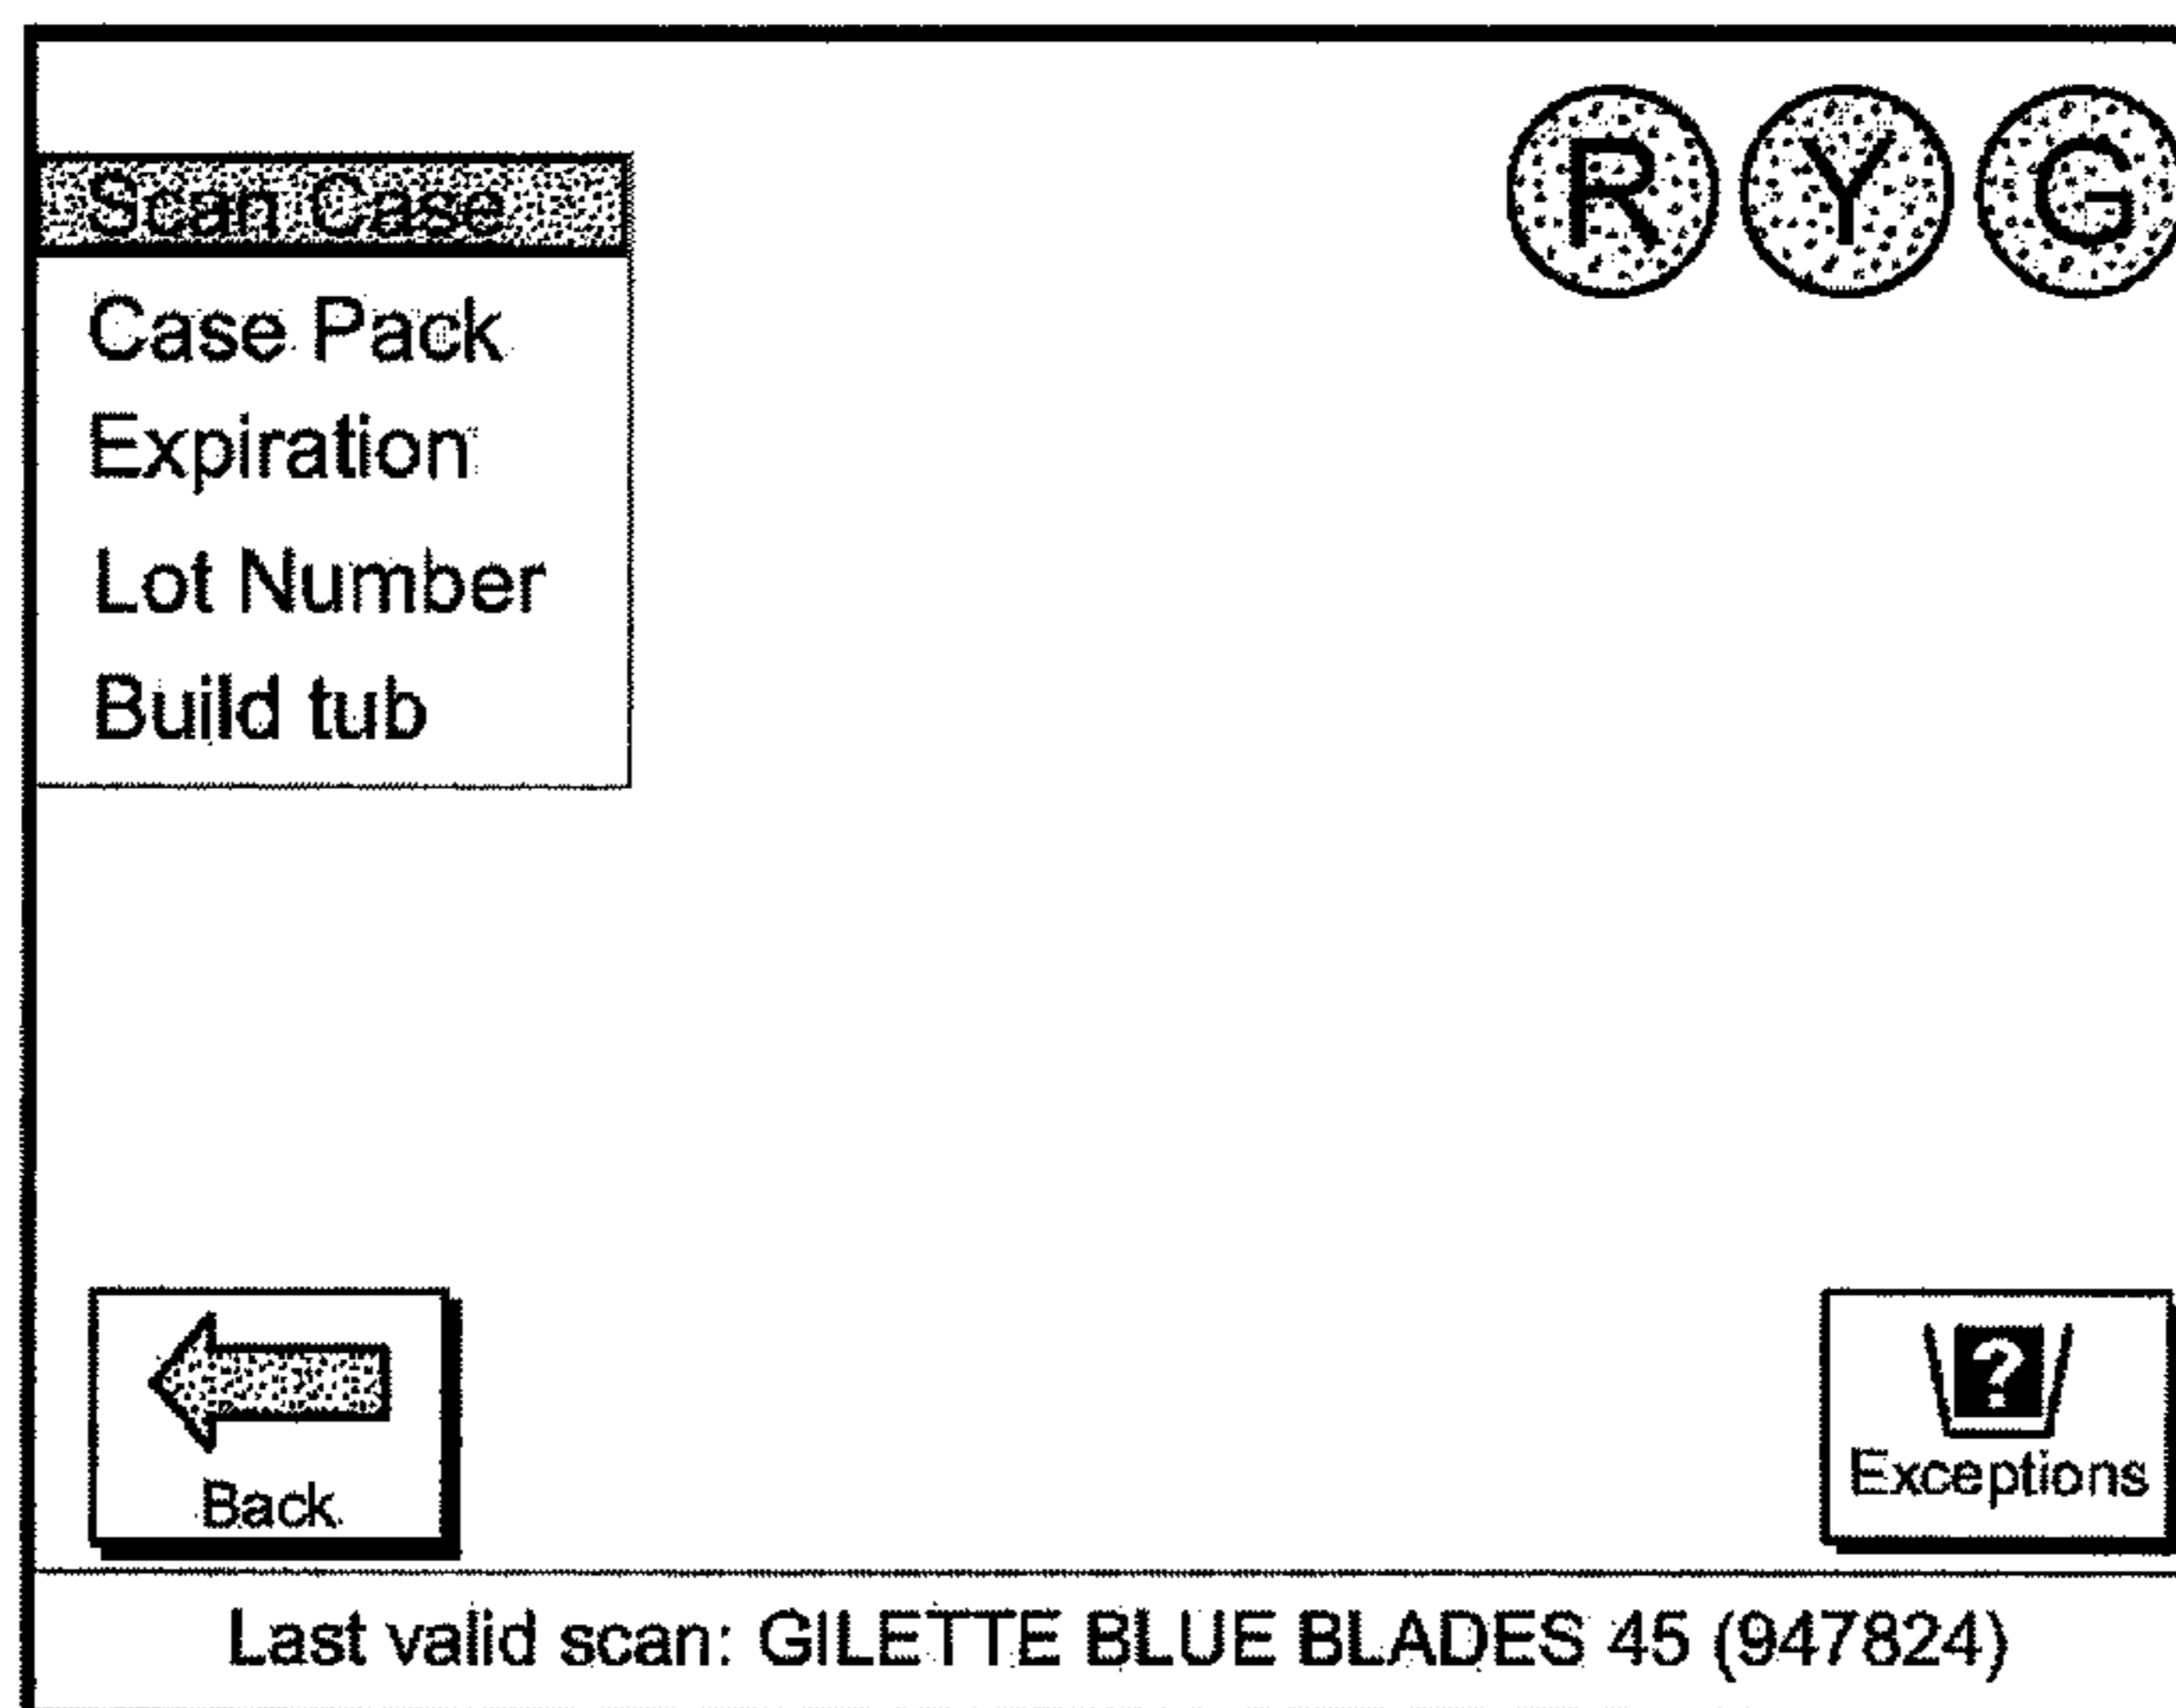 R Y G
Scan Case
Case Pack
Expiration
Lot Number
Build tub
?
Back
Exceptions
Last valid scan: GILETTE BLUE BLADES 45 (947824)